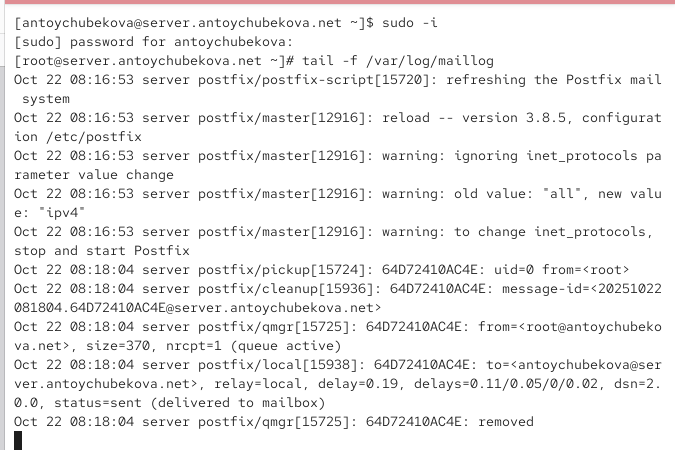 [antoychubekova@server.antoychubekova.net ~]$ sudo -i
[sudo] password for antoychubekova:
[root@server.antoychubekova.net ~]# tail -f /var/log/maillog
Oct 22 08:16:53 server postfix/postfix-script[15720]: refreshing the Postfix mail
 system
Oct 22 08:16:53 server postfix/master[12916]: reload -- version 3.8.5, configurat
ion /etc/postfix
Oct 22 08:16:53 server postfix/master[12916]: warning: ignoring inet_protocols pa
rameter value change
Oct 22 08:16:53 server postfix/master[12916]: warning: old value: "all", new valu
e: "ipv4"
Oct 22 08:16:53 server postfix/master[12916]: warning: to change inet_protocols,
stop and start Postfix
Oct 22 08:18:04 server postfix/pickup[15724]: 64D72410AC4E: uid=0 from=<root>
Oct 22 08:18:04 server postfix/cleanup[15936]: 64D72410AC4E: message-id=<20251022
081804.64D72410AC4E@server.antoychubekova.net>
Oct 22 08:18:04 server postfix/qmgr[15725]: 64D72410AC4E: from=<root@antoychubeko
va.net>, size=370, nrcpt=1 (queue active)
Oct 22 08:18:04 server postfix/local[15938]: 64D72410AC4E: to=<antoychubekova@ser
ver.antoychubekova.net>, relay=local, delay=0.19, delays=0.11/0.05/0/0.02, dsn=2.
0.0, status=sent (delivered to mailbox)
Oct 22 08:18:04 server postfix/qmgr[15725]: 64D72410AC4E: removed